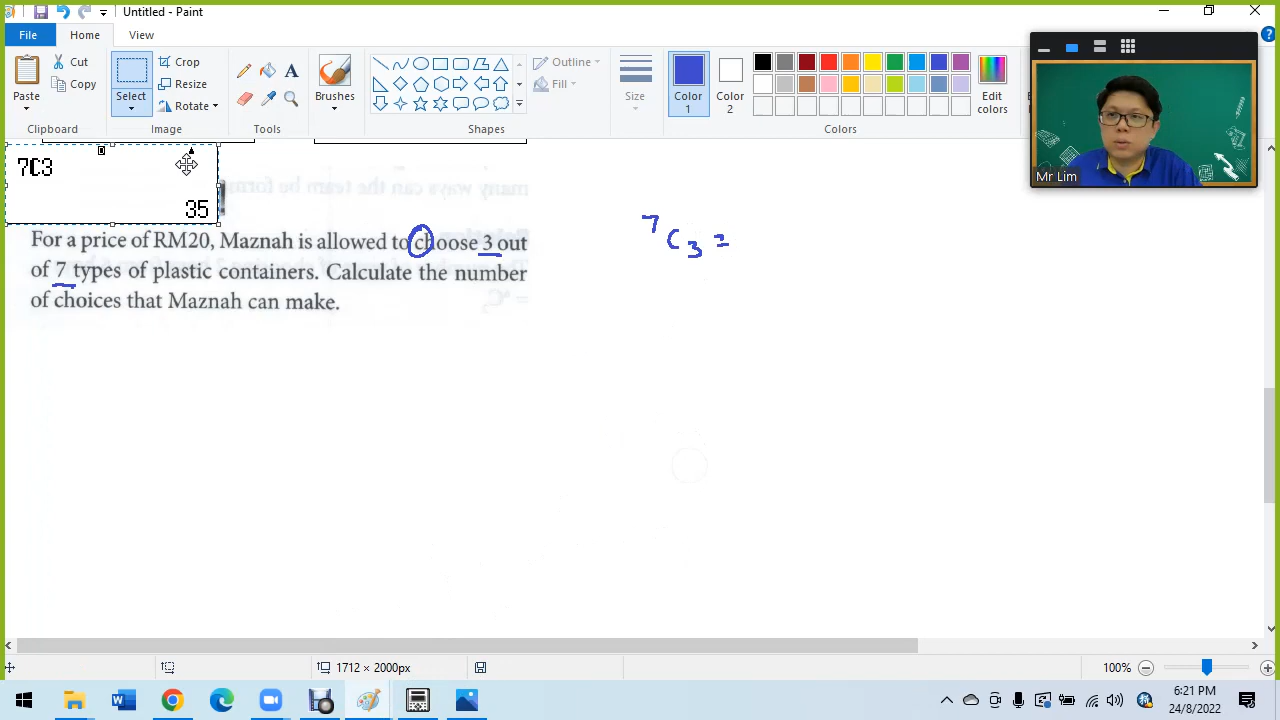 Untitled - Paint
File Home View
Paste Cut Copy
Select Crop Resize Rotate
A
Brushes
Outline Fill
Size
Color 1 Color 2
Edit colors
Clipboard Image Tools Shapes Colors
Mr Lim
7C3
35
many ways can the team be form
For a price of RM20, Maznah is allowed to choose 3 out
of 7 types of plastic containers. Calculate the number
of choices that Maznah can make.
7C3 =
1712 × 2000px
100%
6:21 PM
24/8/2022